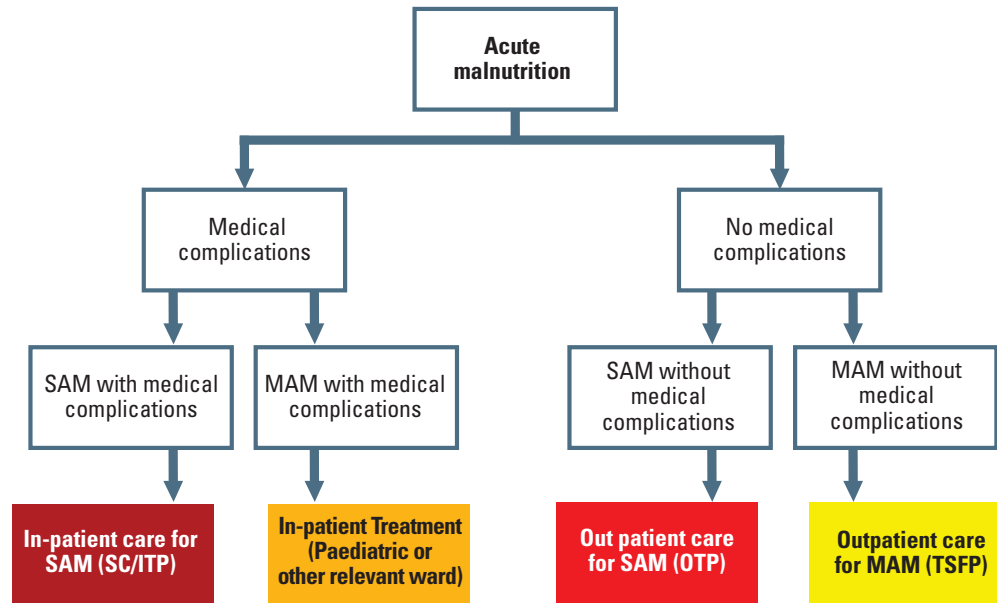 Acute
malnutrition
Medical
complications
No medical
complications
SAM with medical
complications
MAM with medical
complications
SAM without
medical
complications
MAM without
medical
complications
In-patient care for
SAM (SC/ITP)
In-patient Treatment
(Paediatric or
other relevant ward)
Out patient care
for SAM (OTP)
Outpatient care
for MAM (TSFP)